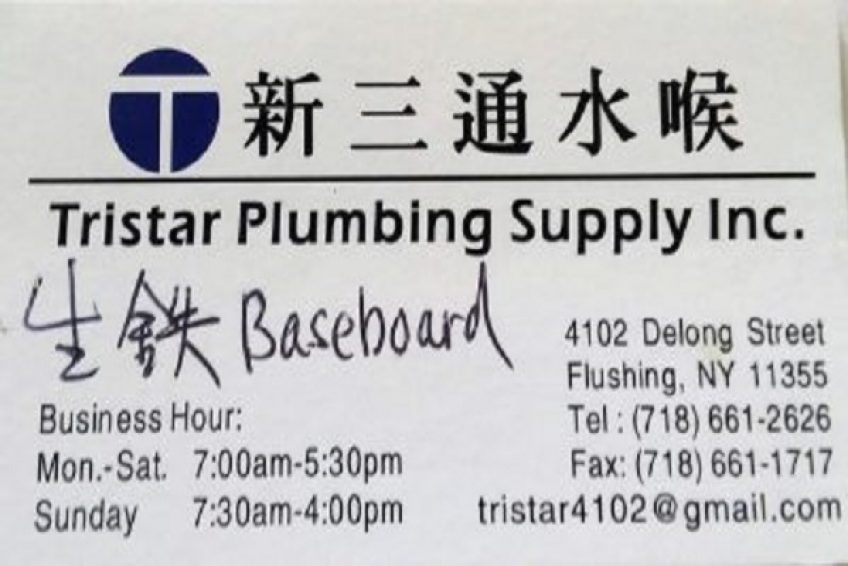 T 新三通水喉
Tristar Plumbing Supply Inc.
生鉄 Baseboard
4102 Delong Street
Flushing, NY 11355
Business Hour:
Tel : (718) 661-2626
Mon.-Sat. 7:00am-5:30pm
Fax: (718) 661-1717
Sunday 7:30am-4:00pm
tristar4102@gmail.com